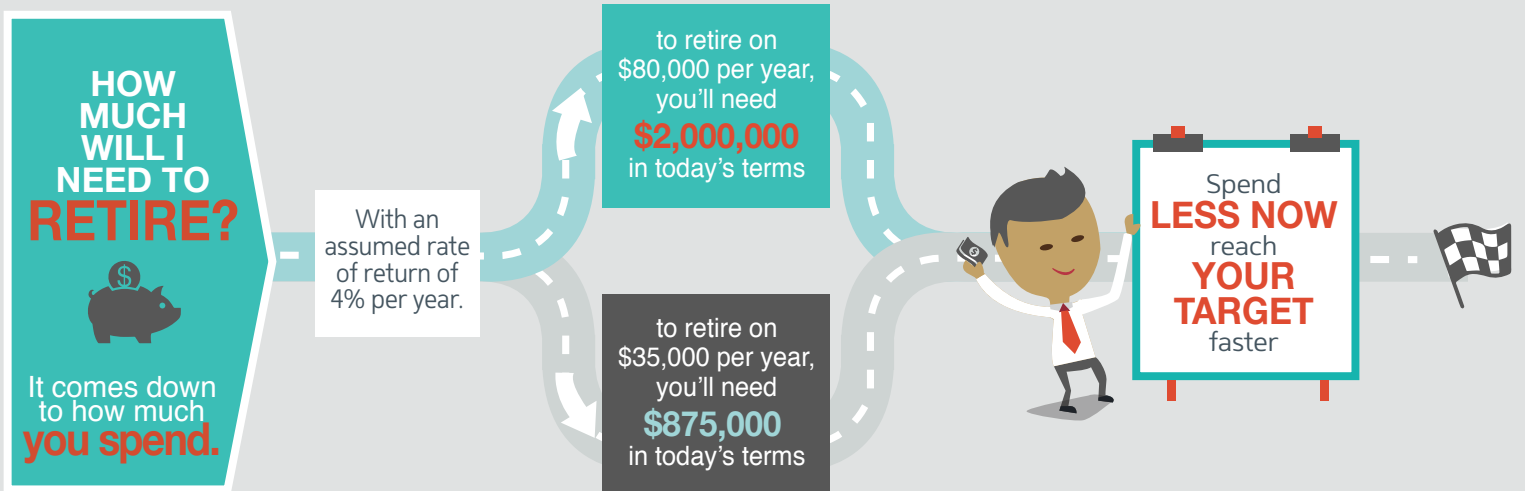 HOW
MUCH
WILL I
NEED TO
RETIRE?
$
It comes down
to how much
you spend.
With an
assumed rate
of return of
4% per year.
to retire on
$80,000 per year,
you'll need
$2,000,000
in today's terms
to retire on
$35,000 per year,
you'll need
$875,000
in today's terms
$
Spend
LESS NOW
reach
YOUR
TARGET
faster